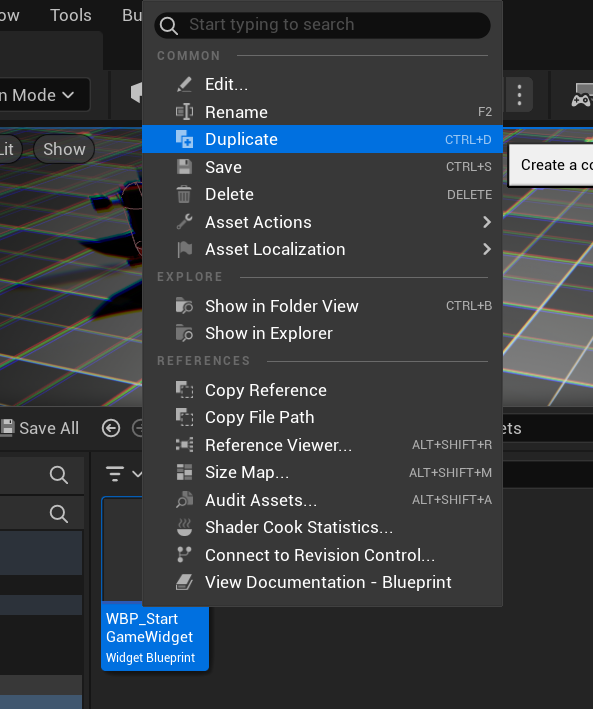 ow Tools Bu
Start typing to search
COMMON
Edit...
Rename F2
n Mode
Duplicate CTRL+D
Lit Show
Create a co
Save CTRL+S
Delete DELETE
Asset Actions
Asset Localization
EXPLORE
Show in Folder View CTRL+B
Show in Explorer
REFERENCES
Copy Reference
Copy File Path
Save All
ets
Reference Viewer... ALT+SHIFT+R
Size Map... ALT+SHIFT+M
Audit Assets... ALT+SHIFT+A
Shader Cook Statistics...
Connect to Revision Control...
View Documentation - Blueprint
WBP_Start
GameWidget
Widget Blueprint